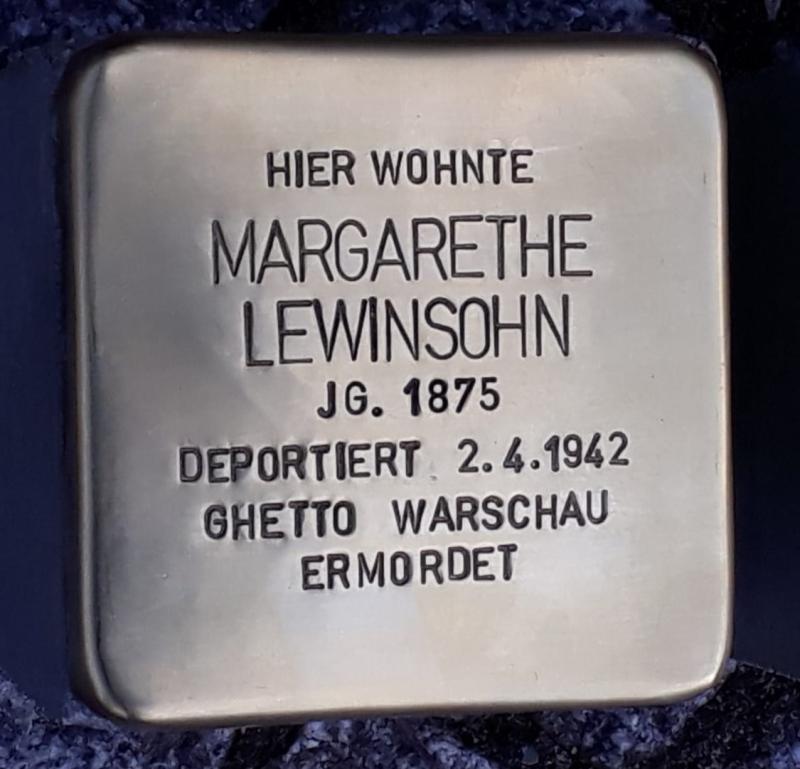 HIER WOHNTE
MARGARETHE
LEWINSOHN
JG. 1875
DEPORTIERT 2.4.1942
GHETTO WARSCHAU
ERMORDET